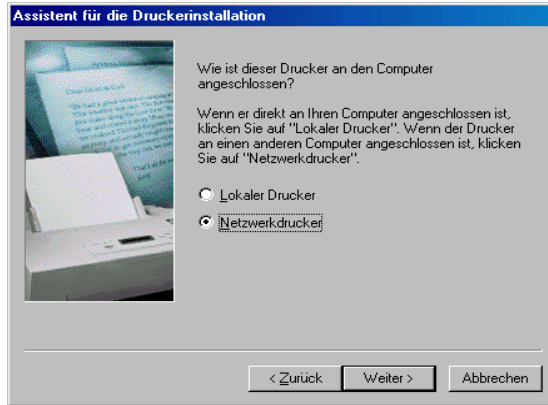 Assistent für die Druckerinstallation
Wie ist dieser Drucker an den Computer
angeschlossen?
Wenn er direkt an Ihren Computer angeschlossen ist,
klicken Sie auf "Lokaler Drucker". Wenn der Drucker
an einen anderen Computer angeschlossen ist, klicken
Sie auf "Netzwerkdrucker".
Lokaler Drucker
Netzwerkdrucker
< Zurück Weiter > Abbrechen